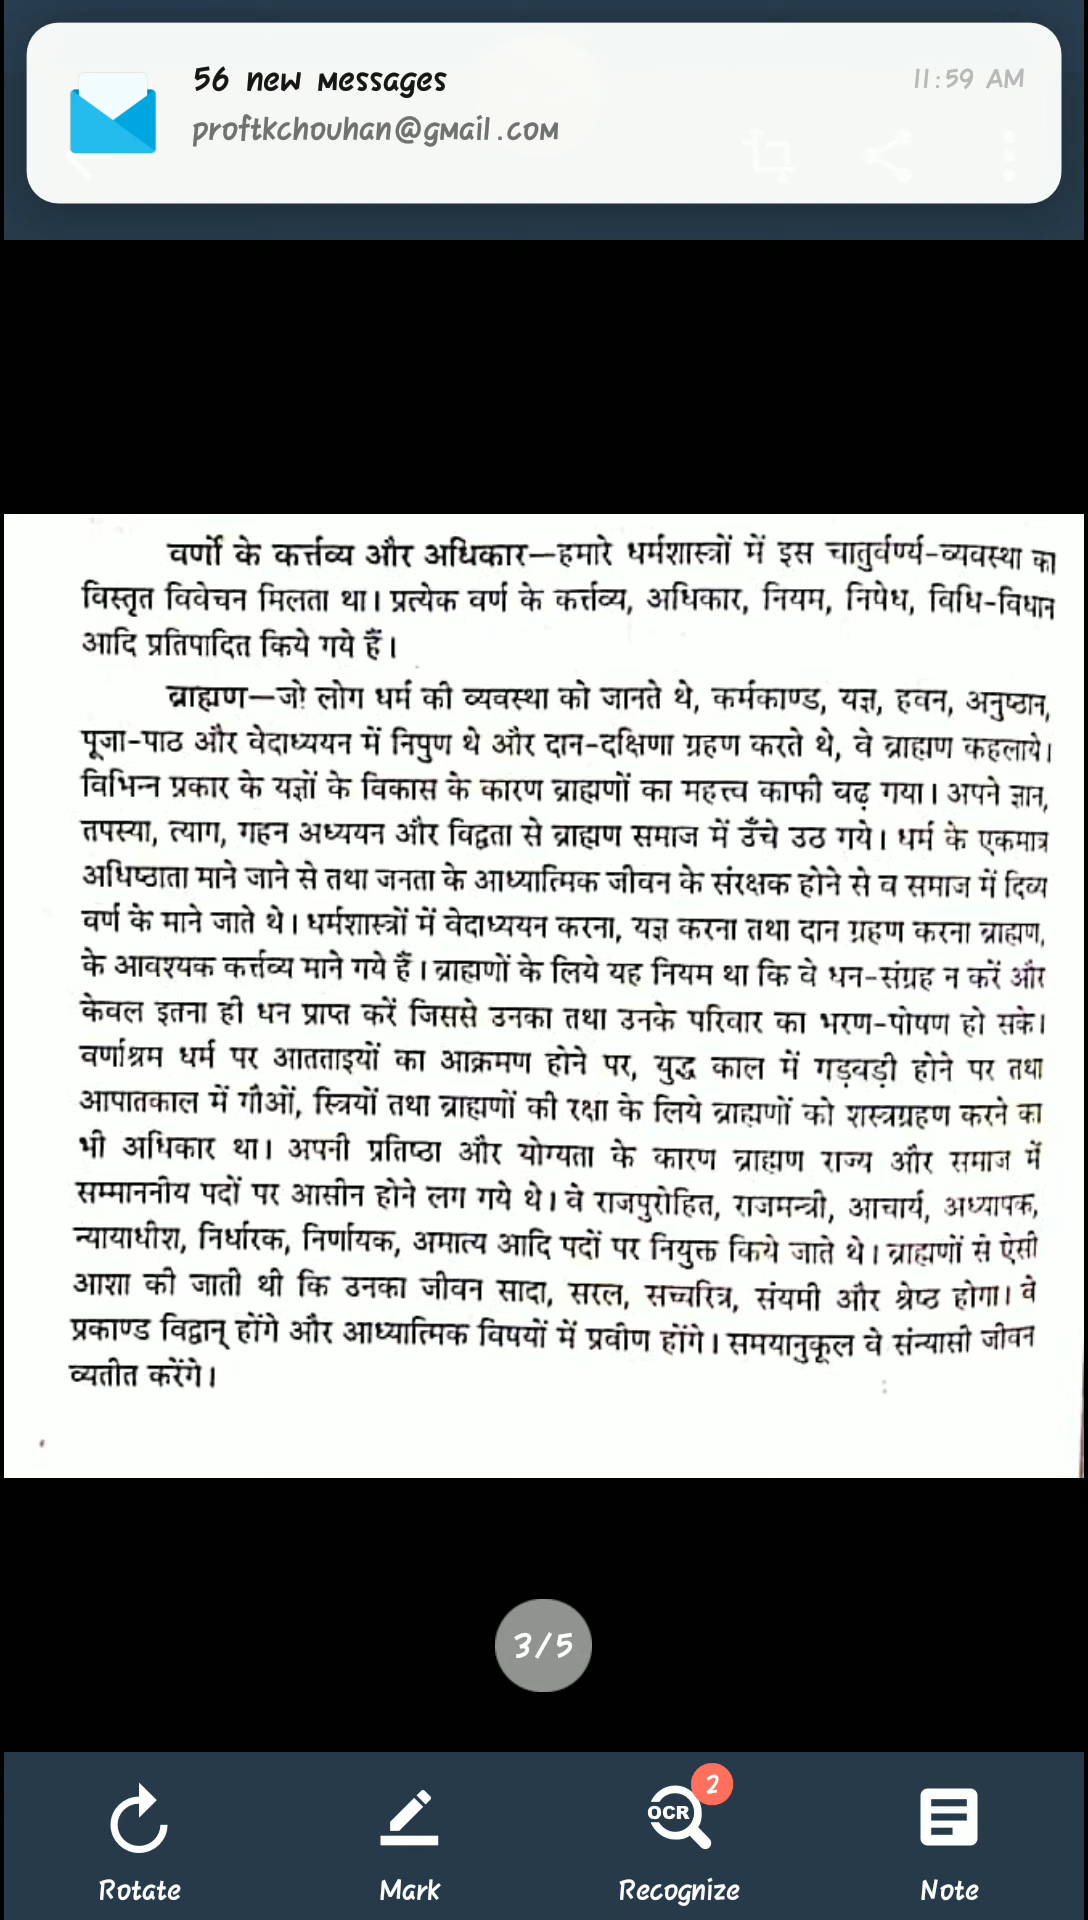 56 new messages
11:59 AM
proftkchouhan@gmail.com
वर्णों के कर्त्तव्य और अधिकार—हमारे धर्मशास्त्रों में इस चातुर्वर्ण्य-व्यवस्था का
विस्तृत विवेचन मिलता था। प्रत्येक वर्ण के कर्त्तव्य, अधिकार, नियम, निषेध, विधि-विधान
आदि प्रतिपादित किये गये हैं।
ब्राह्मण—जो लोग धर्म की व्यवस्था को जानते थे, कर्मकाण्ड, यज्ञ, हवन, अनुष्ठान,
पूजा-पाठ और वेदाध्ययन में निपुण थे और दान-दक्षिणा ग्रहण करते थे, वे ब्राह्मण कहलाये।
विभिन्न प्रकार के यज्ञों के विकास के कारण ब्राह्मणों का महत्त्व काफी बढ़ गया। अपने ज्ञान,
तपस्या, त्याग, गहन अध्ययन और विद्वता से ब्राह्मण समाज में उँचे उठ गये। धर्म के एकमात्र
अधिष्ठाता माने जाने से तथा जनता के आध्यात्मिक जीवन के संरक्षक होने से व समाज में दिव्य
वर्ण के माने जाते थे। धर्मशास्त्रों में वेदाध्ययन करना, यज्ञ करना तथा दान ग्रहण करना ब्राह्मण,
के आवश्यक कर्त्तव्य माने गये हैं। ब्राह्मणों के लिये यह नियम था कि वे धन-संग्रह न करें और
केवल इतना ही धन प्राप्त करें जिससे उनका तथा उनके परिवार का भरण-पोषण हो सके।
वर्णाश्रम धर्म पर आतताइयों का आक्रमण होने पर, युद्ध काल में गड़बड़ी होने पर तथा
आपातकाल में गौओं, स्त्रियों तथा ब्राह्मणों की रक्षा के लिये ब्राह्मणों को शस्त्रग्रहण करने का
भी अधिकार था। अपनी प्रतिष्ठा और योग्यता के कारण ब्राह्मण राज्य और समाज में
सम्माननीय पदों पर आसीन होने लग गये थे। वे राजपुरोहित, राजमन्त्री, आचार्य, अध्यापक,
न्यायाधीश, निर्धारक, निर्णायक, अमात्य आदि पदों पर नियुक्त किये जाते थे। ब्राह्मणों से ऐसी
आशा की जाती थी कि उनका जीवन सादा, सरल, सच्चरित्र, संयमी और श्रेष्ठ होगा। वे
प्रकाण्ड विद्वान् होंगे और आध्यात्मिक विषयों में प्रवीण होंगे। समयानुकूल वे संन्यासी जीवन
व्यतीत करेंगे।
3/5
2
OCR
Rotate Mark Recognize Note